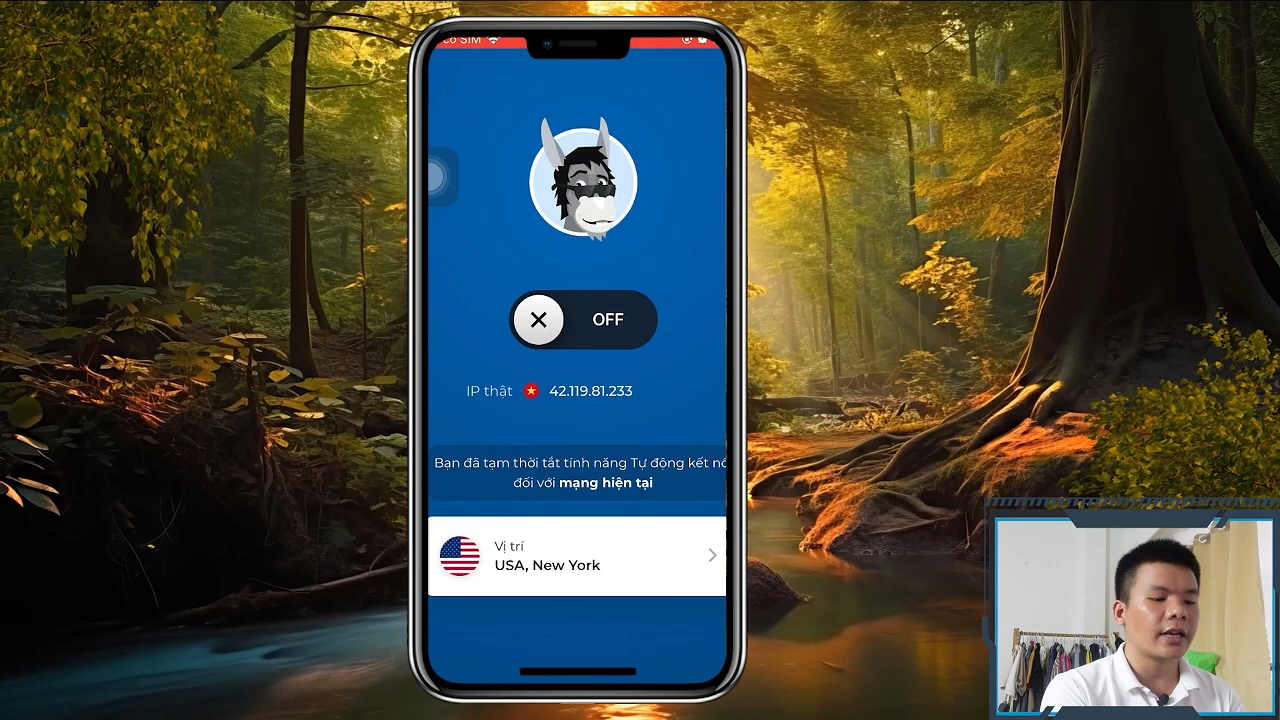 SIM
OFF
IP thật 42.119.81.233
Bạn đã tạm thời tắt tính năng Tự động kết
đối với mạng hiện tại
Vị trí
USA, New York